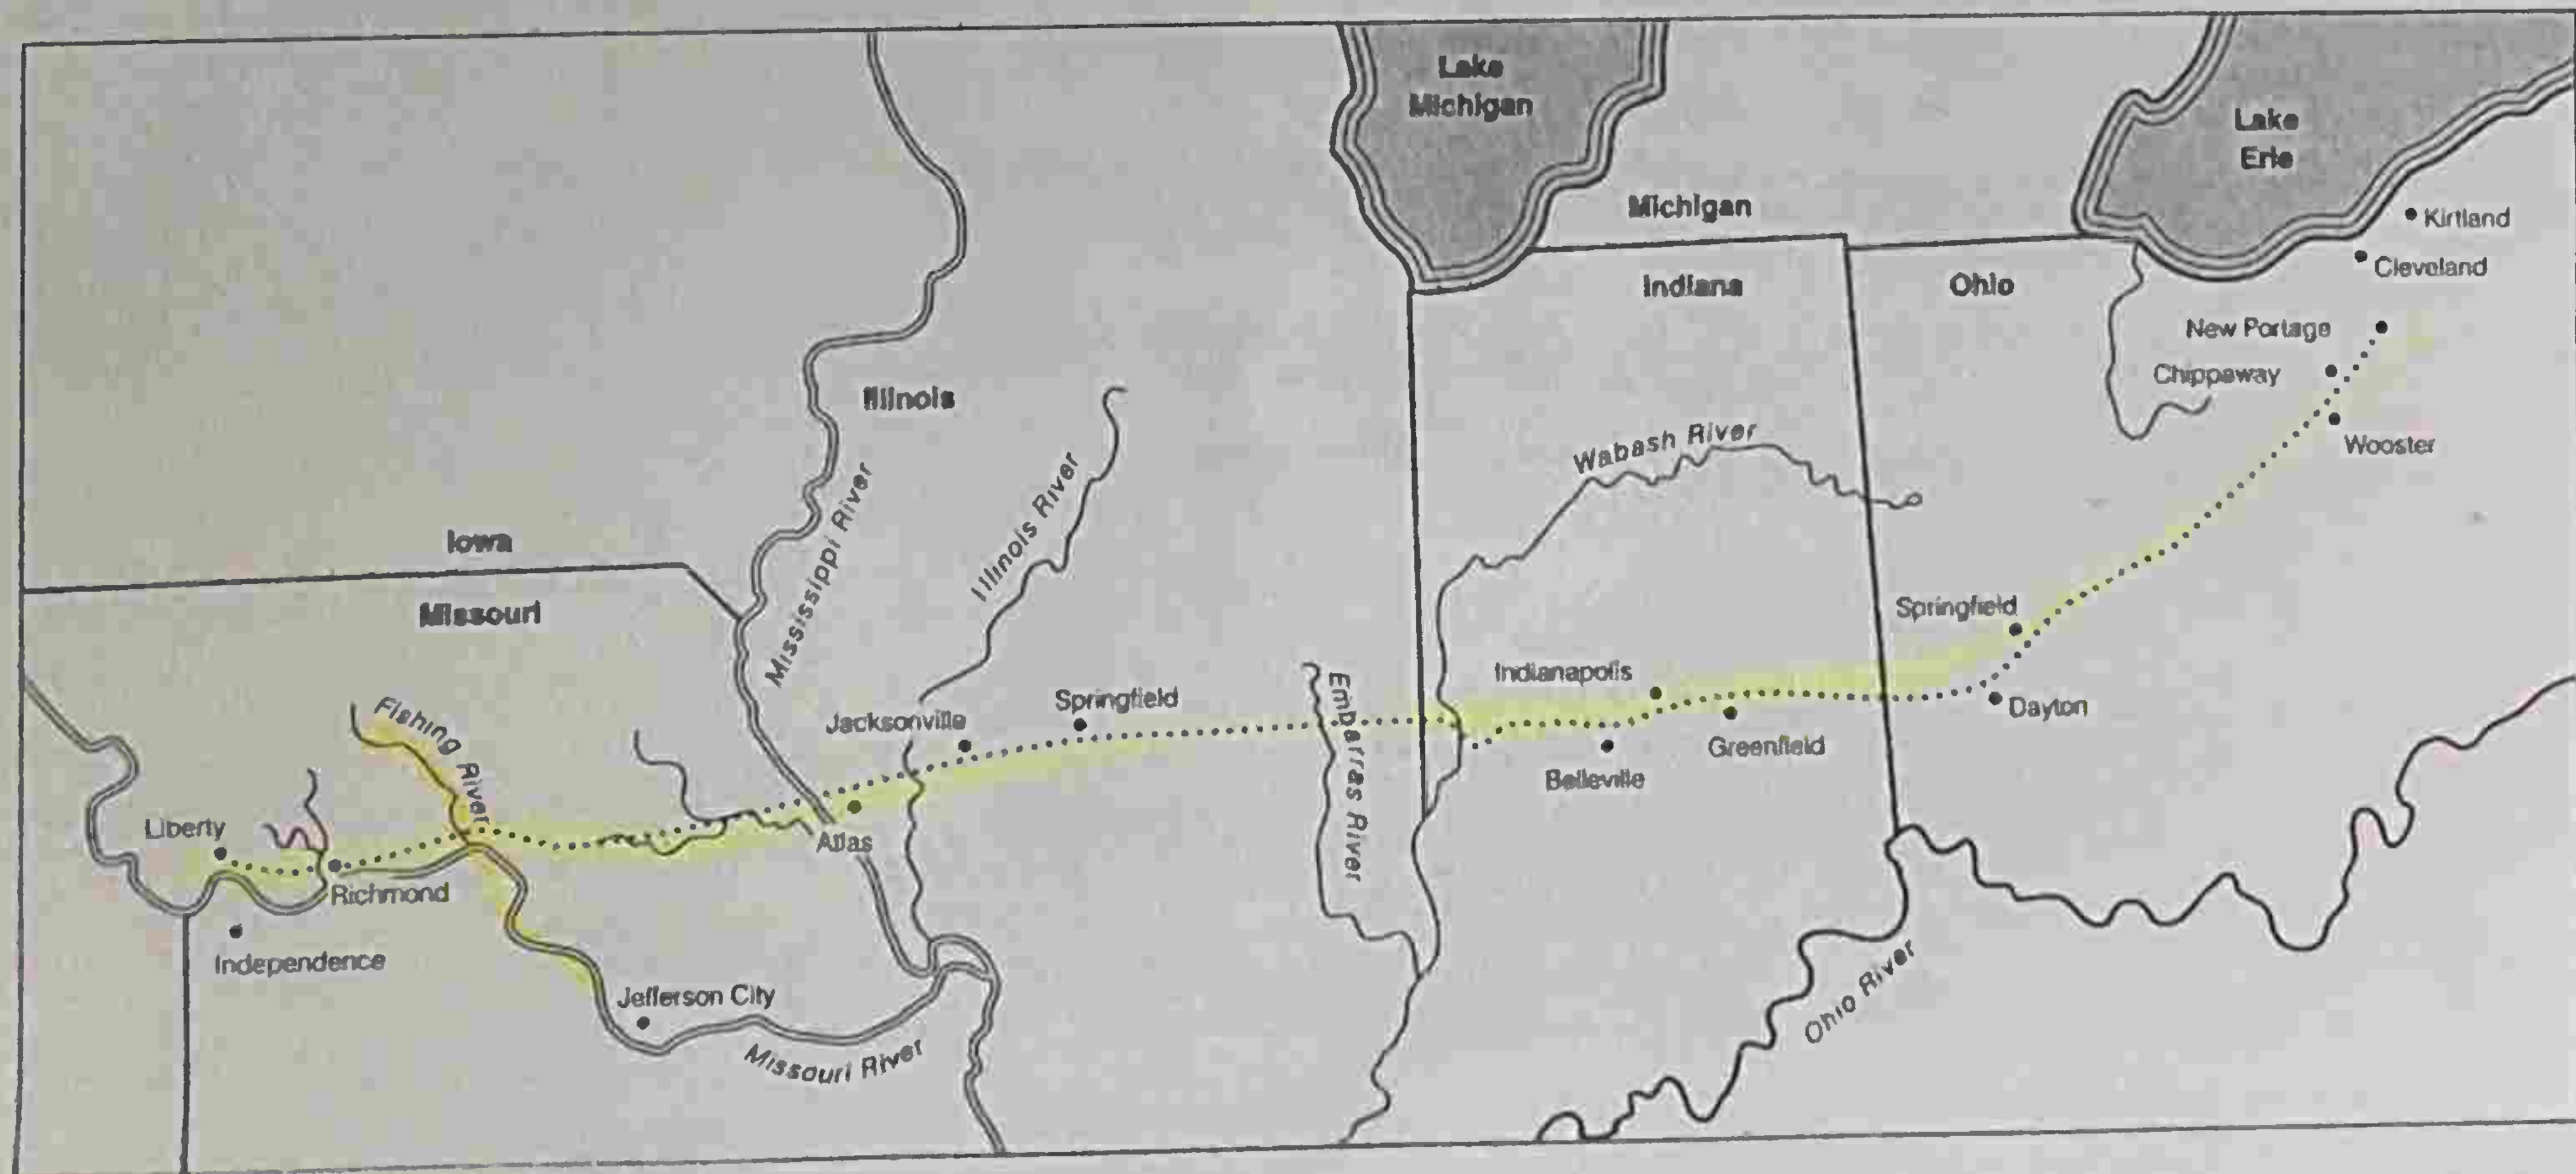 Lake
Michigan
Lake
Erie
Michigan
Kirtland
Cleveland
Indiana
Ohio
New Portage
Chippeway
Wooster
Illinois
Wabash River
Mississippi River
Illinois River
Iowa
Missouri
Springfield
Indianapolis
Dayton
Greenfield
Belleville
Embarras River
Springfield
Jacksonville
Fishing River
Atlas
Liberty
Richmond
Independence
Jefferson City
Missouri River
Ohio River